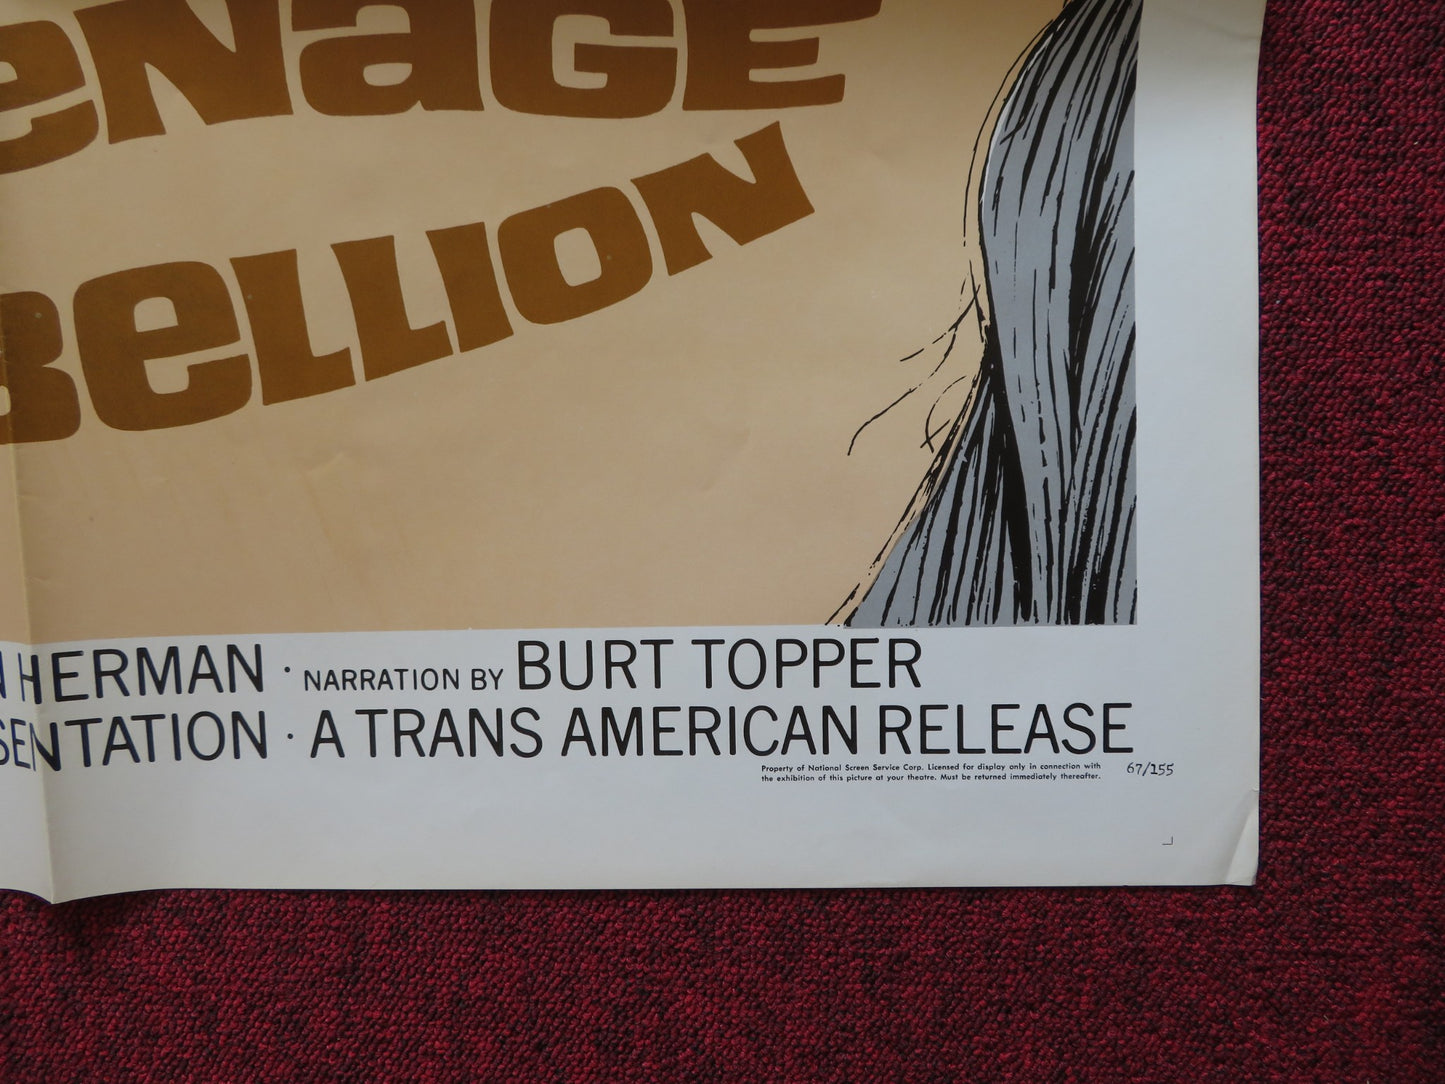 eNaGE
BeLLION
N HERMAN · NARRATION BY BURT TOPPER
SENTATION · A TRANS AMERICAN RELEASE
Property of National Screen Service Corp. Licensed for display only in connection with
the exhibition of this picture at your theatre. Must be returned immediately thereafter.
67/155